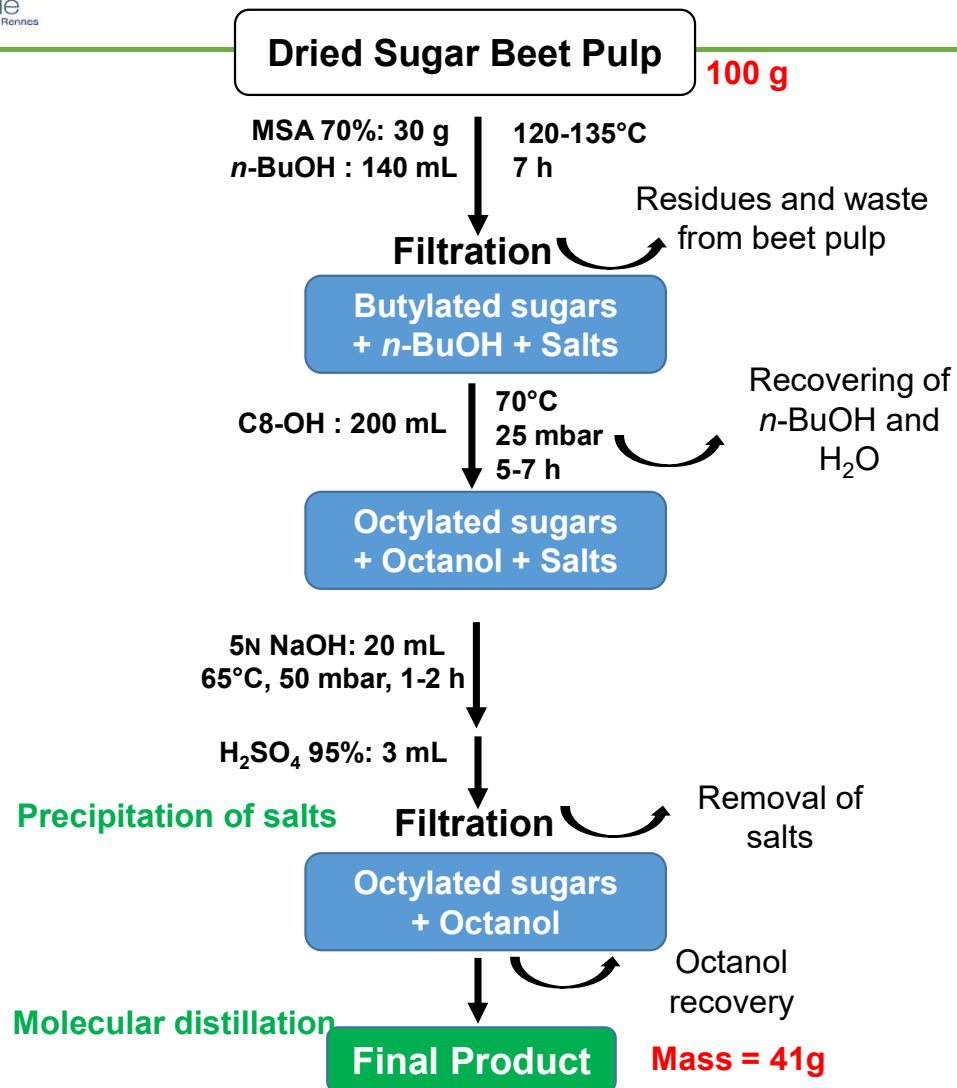 Rennes
Dried Sugar Beet Pulp
100 g
MSA 70%: 30 g
n-BuOH : 140 mL
120-135°C
7 h
Residues and waste
from beet pulp
Filtration
Butylated sugars
+ n-BuOH + Salts
C8-OH : 200 mL
70°C
25 mbar
5-7 h
Recovering of
n-BuOH and
H₂O
Octylated sugars
+ Octanol + Salts
5N NaOH: 20 mL
65°C, 50 mbar, 1-2 h
H₂SO₄ 95%: 3 mL
Precipitation of salts
Filtration
Removal of
salts
Octylated sugars
+ Octanol
Octanol
recovery
Molecular distillation
Final Product
Mass = 41g